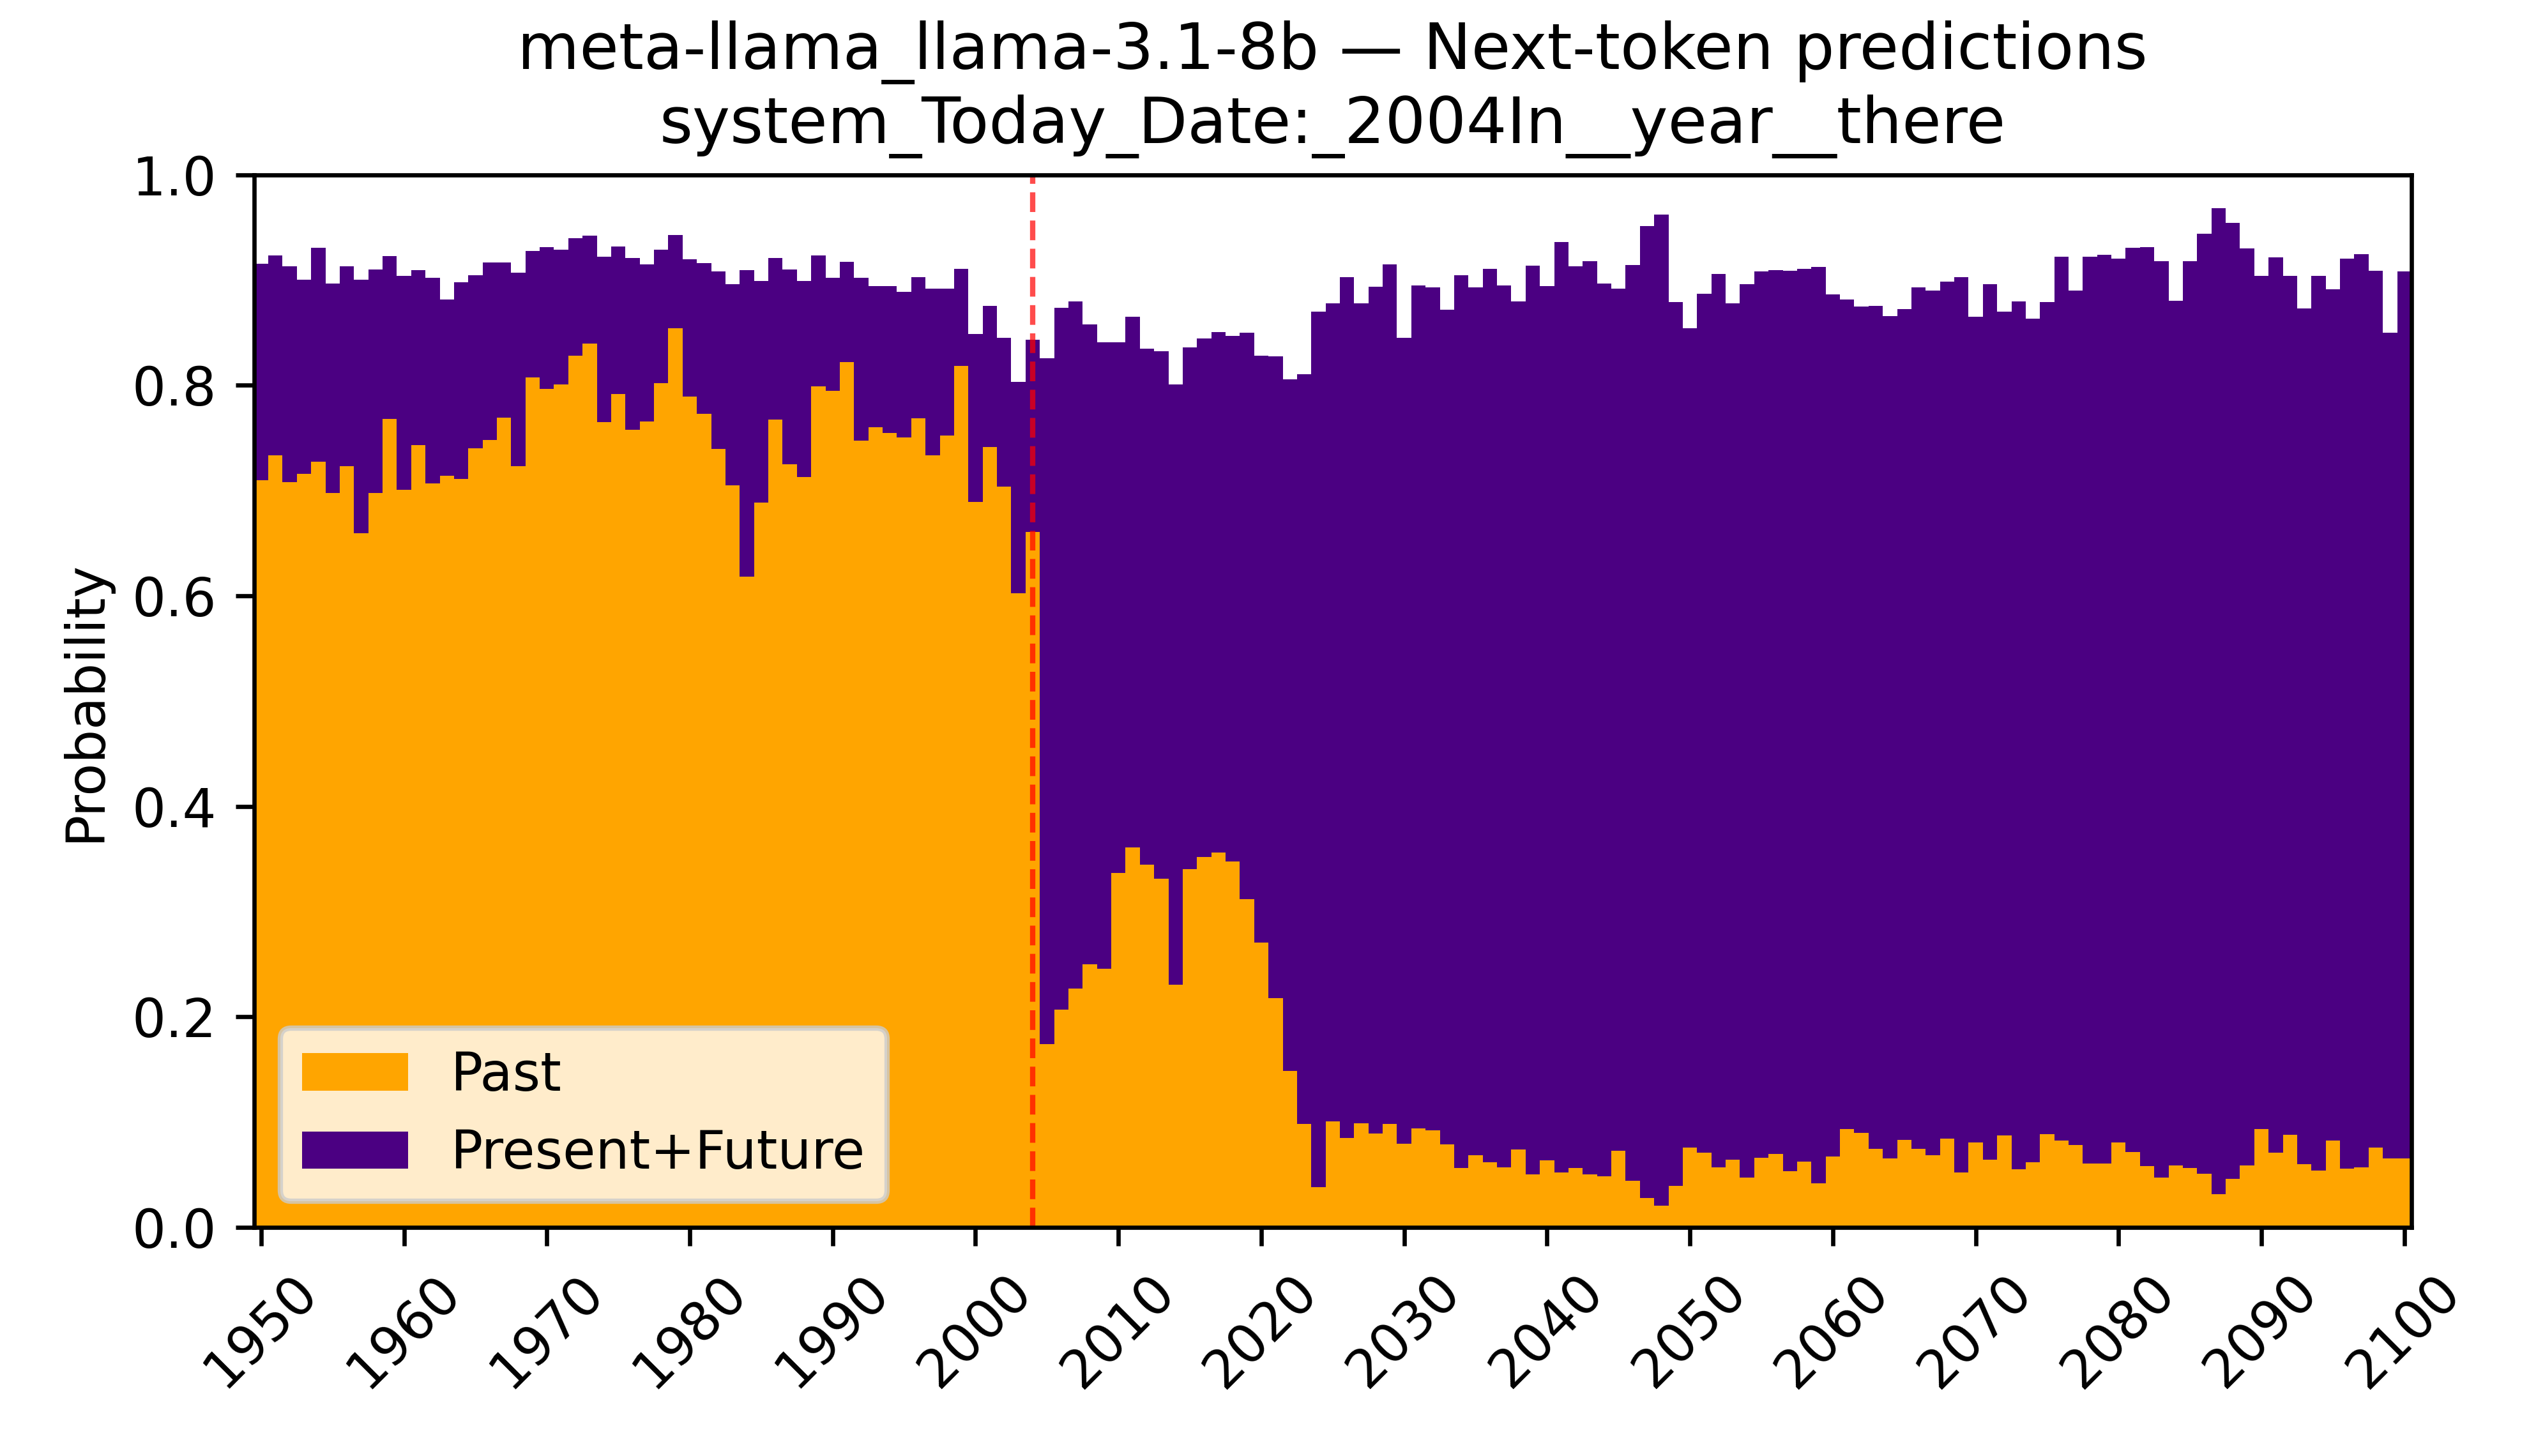 meta-llama_llama-3.1-8b — Next-token predictions
system_Today_Date:_2004In__year__there
1.0
0.8
0.6
0.4
0.2
0.0
Probability
Past
Present+Future
1950 1960 1970 1980 1990 2000 2010 2020 2030 2040 2050 2060 2070 2080 2090 2100